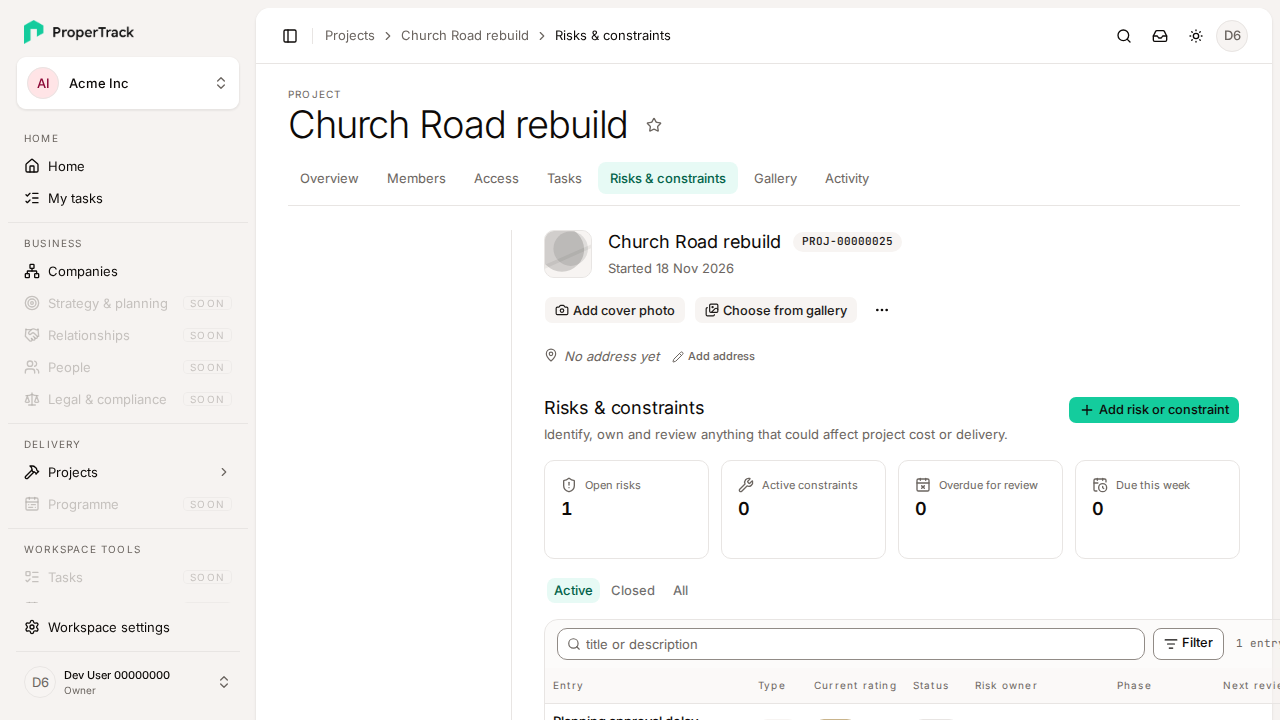 ProperTrack
AI Acme Inc
HOME
Home
My tasks
BUSINESS
Companies
Strategy & planning SOON
Relationships SOON
People SOON
Legal & compliance SOON
DELIVERY
Projects
Programme SOON
WORKSPACE TOOLS
Tasks SOON
Workspace settings
D6 Dev User 00000000
Owner
Projects Church Road rebuild Risks & constraints D6
PROJECT
Church Road rebuild
Overview Members Access Tasks Risks & constraints Gallery Activity
Church Road rebuild PROJ-00000025
Started 18 Nov 2026
Add cover photo Choose from gallery
No address yet Add address
Risks & constraints Add risk or constraint
Identify, own and review anything that could affect project cost or delivery.
Open risks Active constraints Overdue for review Due this week
1 0 0 0
Active Closed All
title or description Filter 1
Entry Type Current rating Status Risk owner Phase Next
Planning approval delay